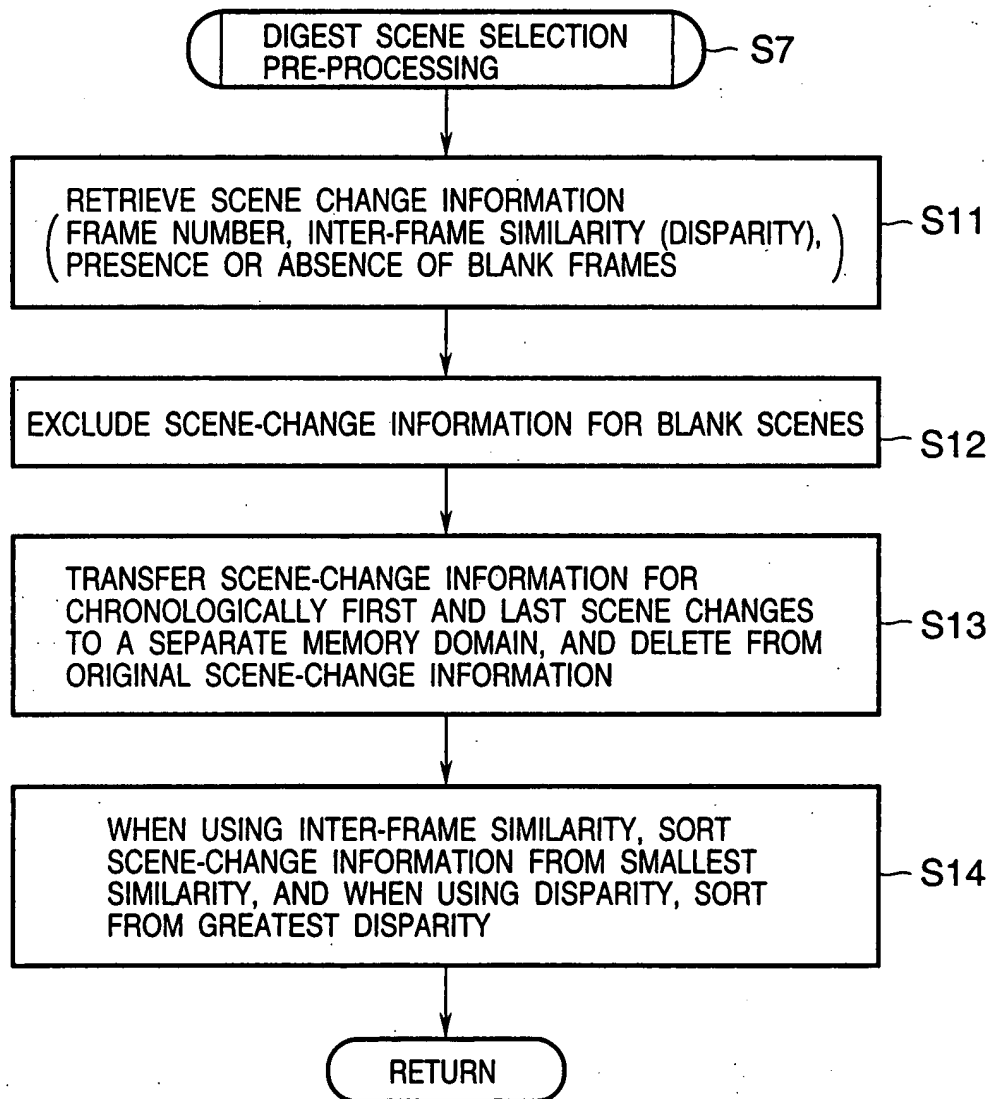 DIGEST SCENE SELECTION
PRE-PROCESSING
S7
RETRIEVE SCENE CHANGE INFORMATION
(FRAME NUMBER, INTER-FRAME SIMILARITY (DISPARITY),
PRESENCE OR ABSENCE OF BLANK FRAMES)
S11
EXCLUDE SCENE-CHANGE INFORMATION FOR BLANK SCENES
S12
TRANSFER SCENE-CHANGE INFORMATION FOR
CHRONOLOGICALLY FIRST AND LAST SCENE CHANGES
TO A SEPARATE MEMORY DOMAIN, AND DELETE FROM
ORIGINAL SCENE-CHANGE INFORMATION
S13
WHEN USING INTER-FRAME SIMILARITY, SORT
SCENE-CHANGE INFORMATION FROM SMALLEST
SIMILARITY, AND WHEN USING DISPARITY, SORT
FROM GREATEST DISPARITY
S14
RETURN